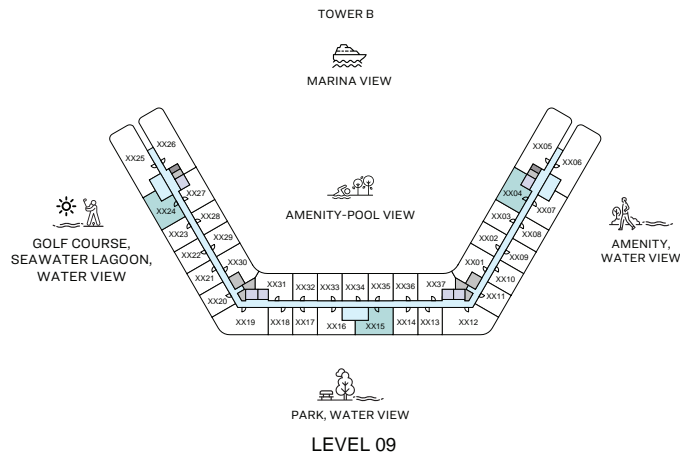 TOWER B
MARINA VIEW
XX26
XX25
XX05
XX06
XX27
XX24
XX04
XX07
XX28
XX23
XX03
XX08
AMENITY-POOL VIEW
XX29
XX22
XX02
XX09
GOLF COURSE,
SEAWATER LAGOON,
WATER VIEW
AMENITY,
WATER VIEW
XX30
XX21
XX01
XX10
XX31
XX32
XX33
XX34
XX35
XX36
XX37
XX20
XX11
XX19
XX18
XX17
XX16
XX15
XX14
XX13
XX12
PARK, WATER VIEW
LEVEL 09